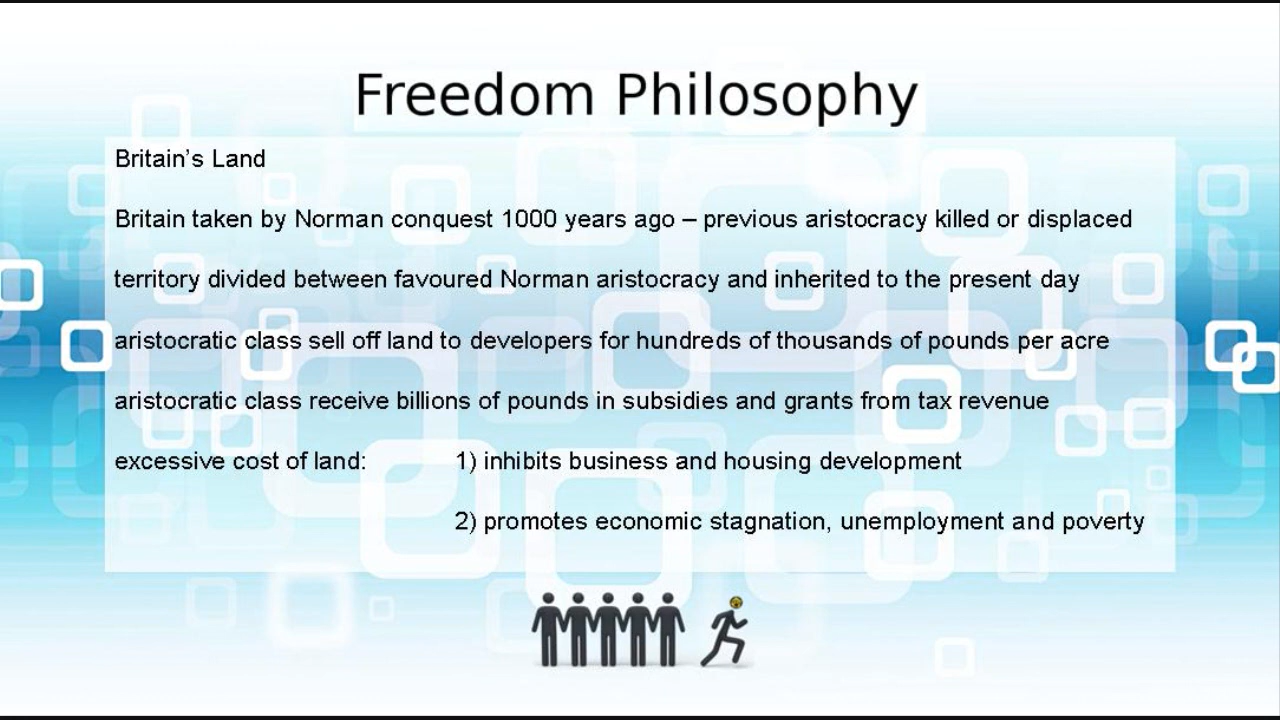 Freedom Philosophy
Britain’s Land
Britain taken by Norman conquest 1000 years ago – previous aristocracy killed or displaced
territory divided between favoured Norman aristocracy and inherited to the present day
aristocratic class sell off land to developers for hundreds of thousands of pounds per acre
aristocratic class receive billions of pounds in subsidies and grants from tax revenue
excessive cost of land: 1) inhibits business and housing development
2) promotes economic stagnation, unemployment and poverty